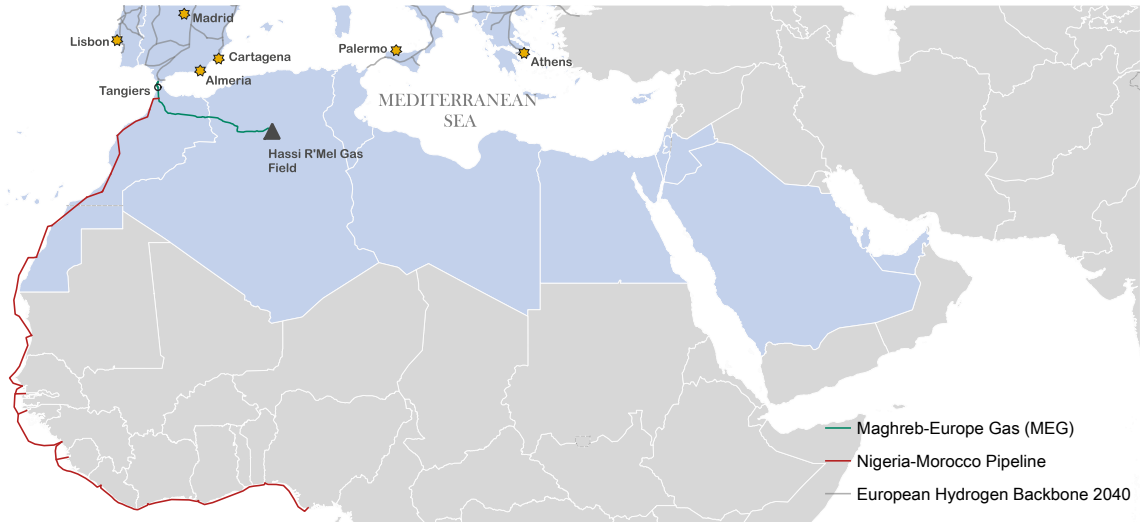 Madrid
Lisbon
Cartagena
Palermo
Athens
Almeria
Tangiers
MEDITERRANEAN
SEA
Hassi R'Mel Gas
Field
Maghreb-Europe Gas (MEG)
Nigeria-Morocco Pipeline
European Hydrogen Backbone 2040